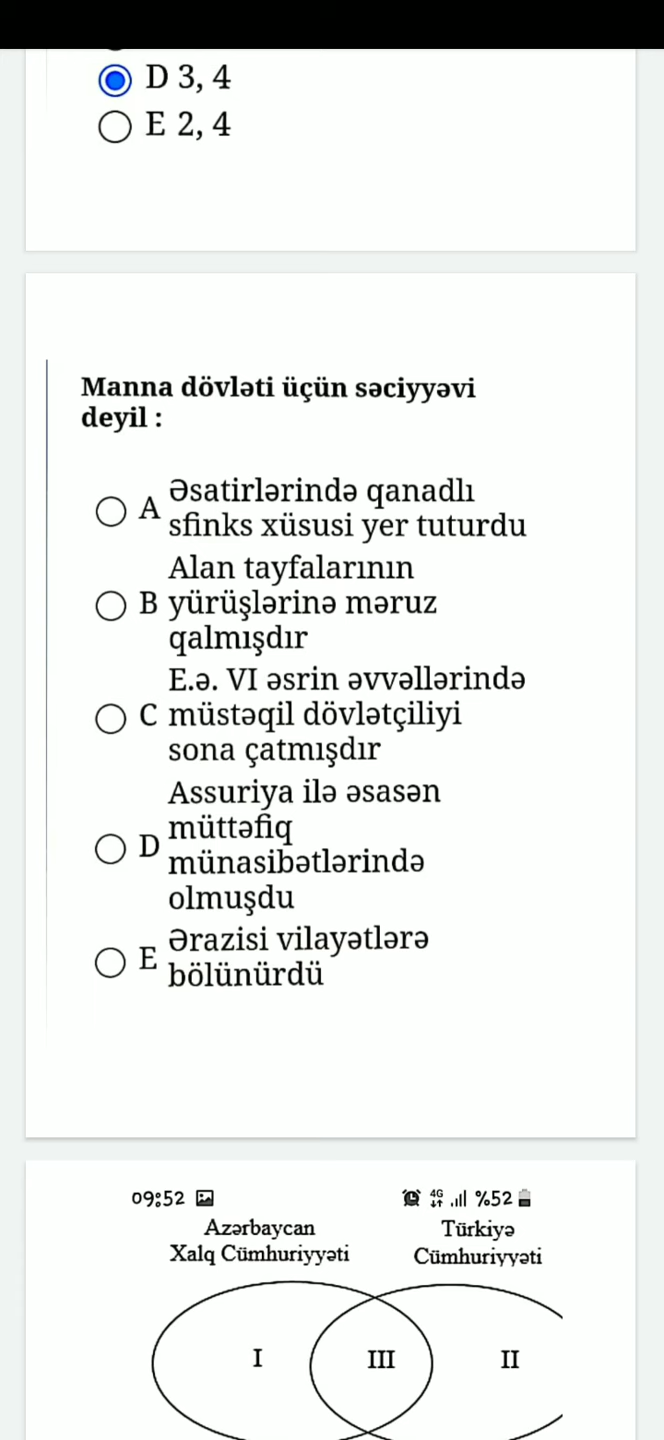 D 3, 4
E 2, 4
Manna dövləti üçün səciyyəvi
deyil :
A Əsatirlərində qanadlı
sfinks xüsusi yer tuturdu
B Alan tayfalarının
yürüşlərinə məruz
qalmışdır
C E.ə. VI əsrin əvvəllərində
müstəqil dövlətçiliyi
sona çatmışdır
D Assuriya ilə əsasən
müttəfiq
münasibətlərində
olmuşdu
E Ərazisi vilayətlərə
bölünürdü
09:52 4G %52
Azərbaycan Türkiyə
Xalq Cümhuriyyəti Cümhuriyyəti
I III II